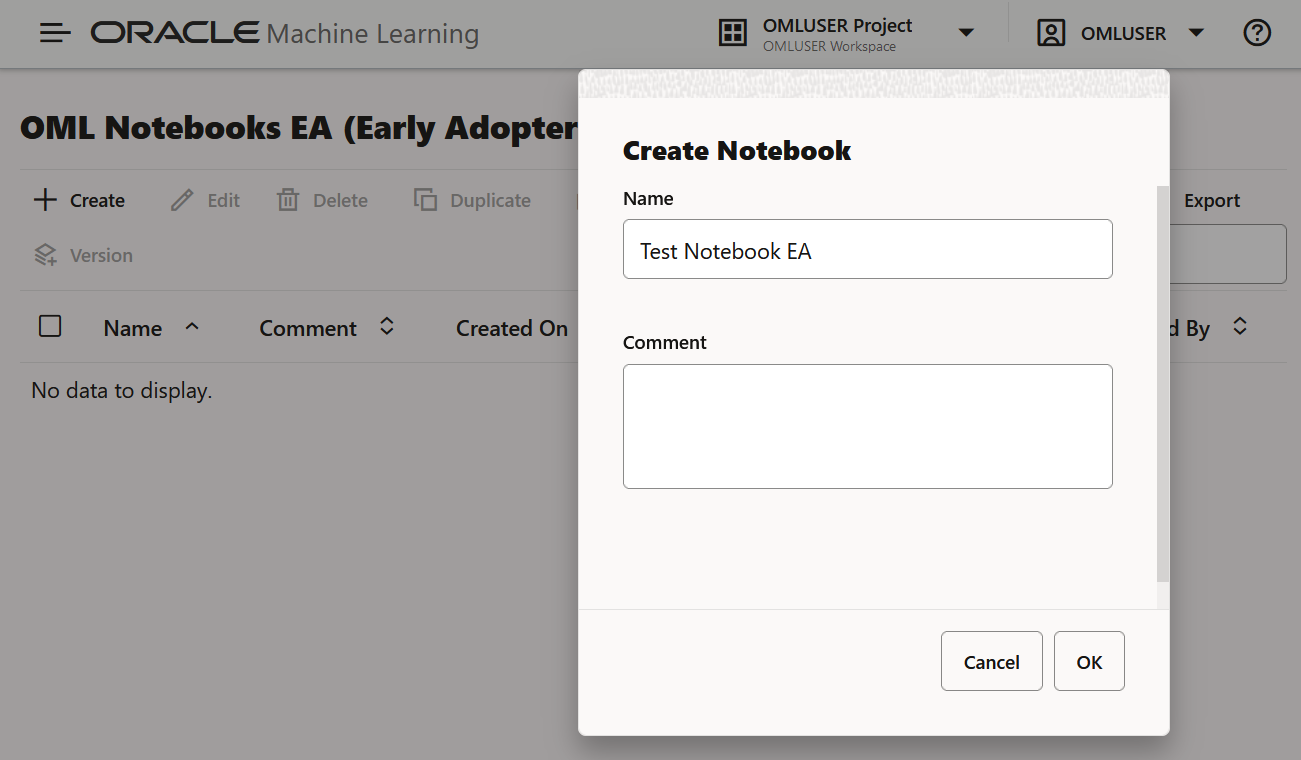 ORACLE Machine Learning
OMLUSER Project
OMLUSER Workspace
OMLUSER
?
OML Notebooks EA (Early Adopter
Create
Edit
Delete
Duplicate
Export
Version
Name
Comment
Created On
d By
No data to display.
Create Notebook
Name
Test Notebook EA
Comment
Cancel
OK